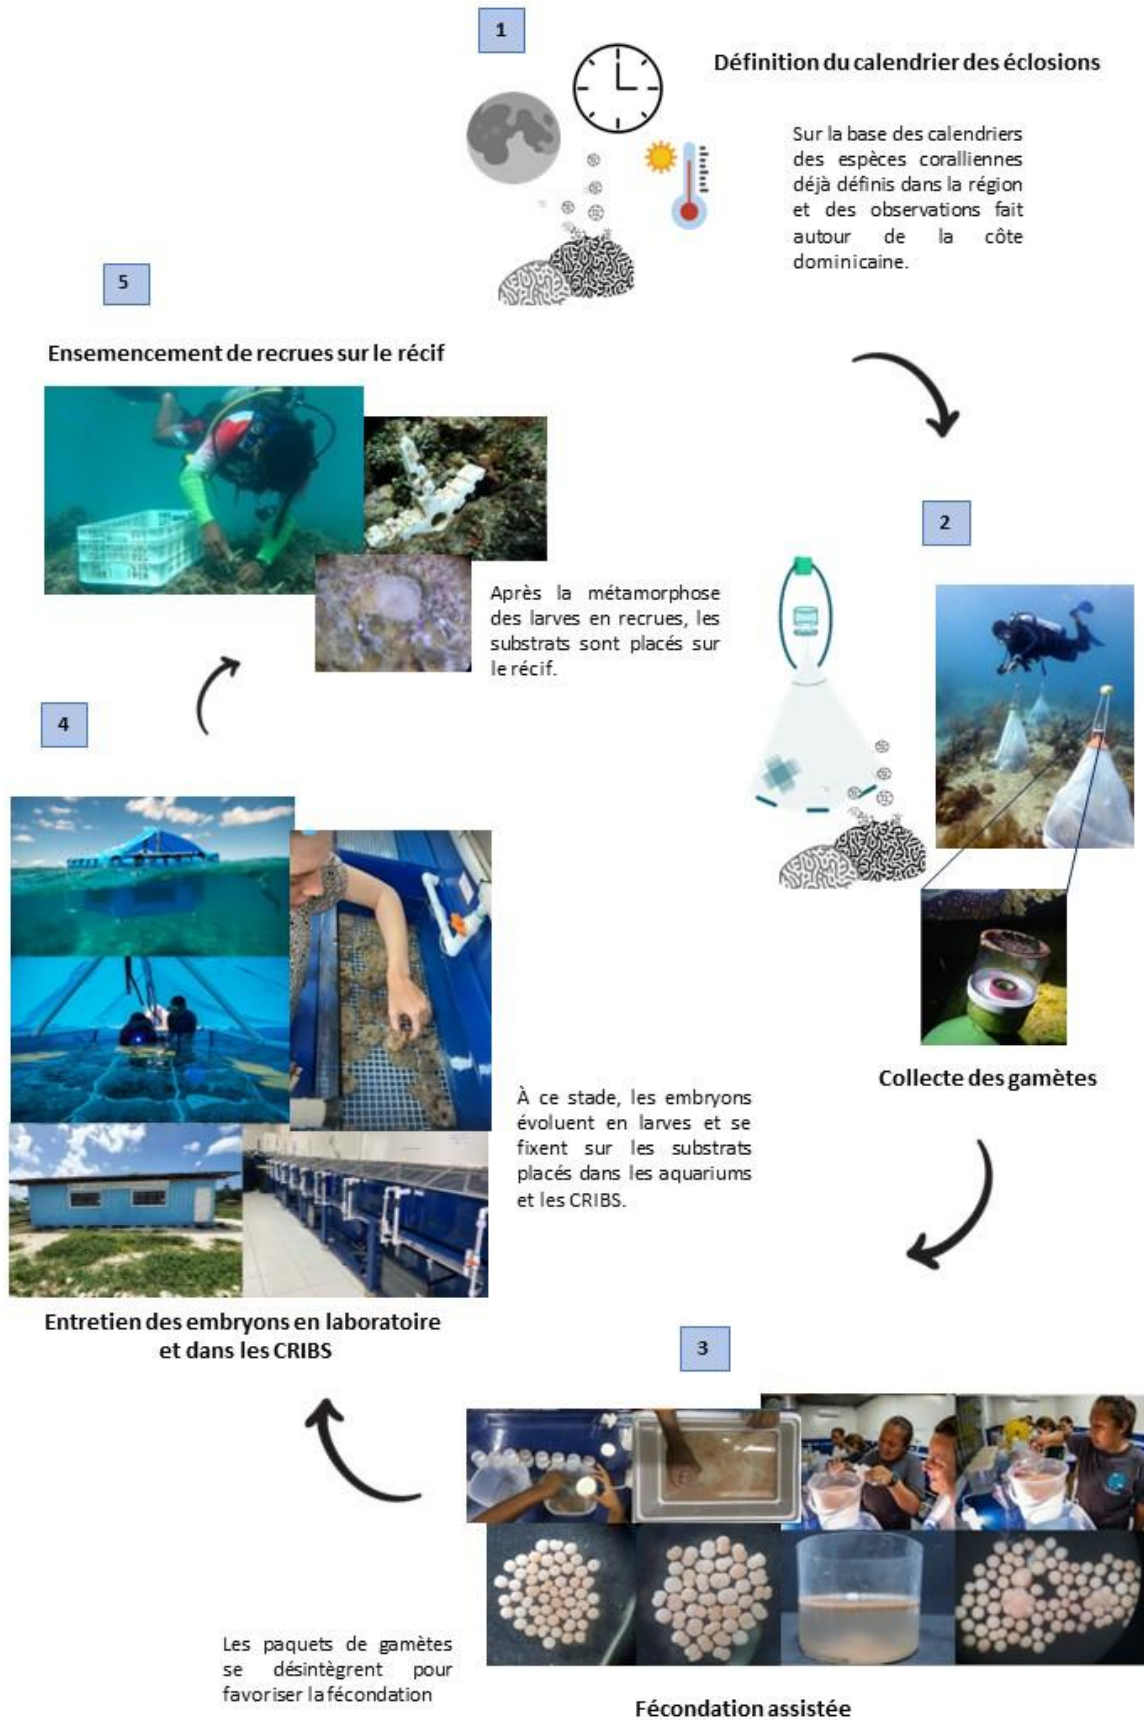 1
Définition du calendrier des éclosions
Sur la base des calendriers
des espèces coralliennes
déjà définis dans la région
et des observations fait
autour de la côte
dominicaine.
2
Collecte des gamètes
3
Les paquets de gamètes
se désintègrent pour
favoriser la fécondation
Fécondation assistée
4
À ce stade, les embryons
évoluent en larves et se
fixent sur les substrats
placés dans les aquariums
et les CRIBS.
Entretien des embryons en laboratoire
et dans les CRIBS
5
Ensemencement de recrues sur le récif
Après la métamorphose
des larves en recrues, les
substrats sont placés sur
le récif.